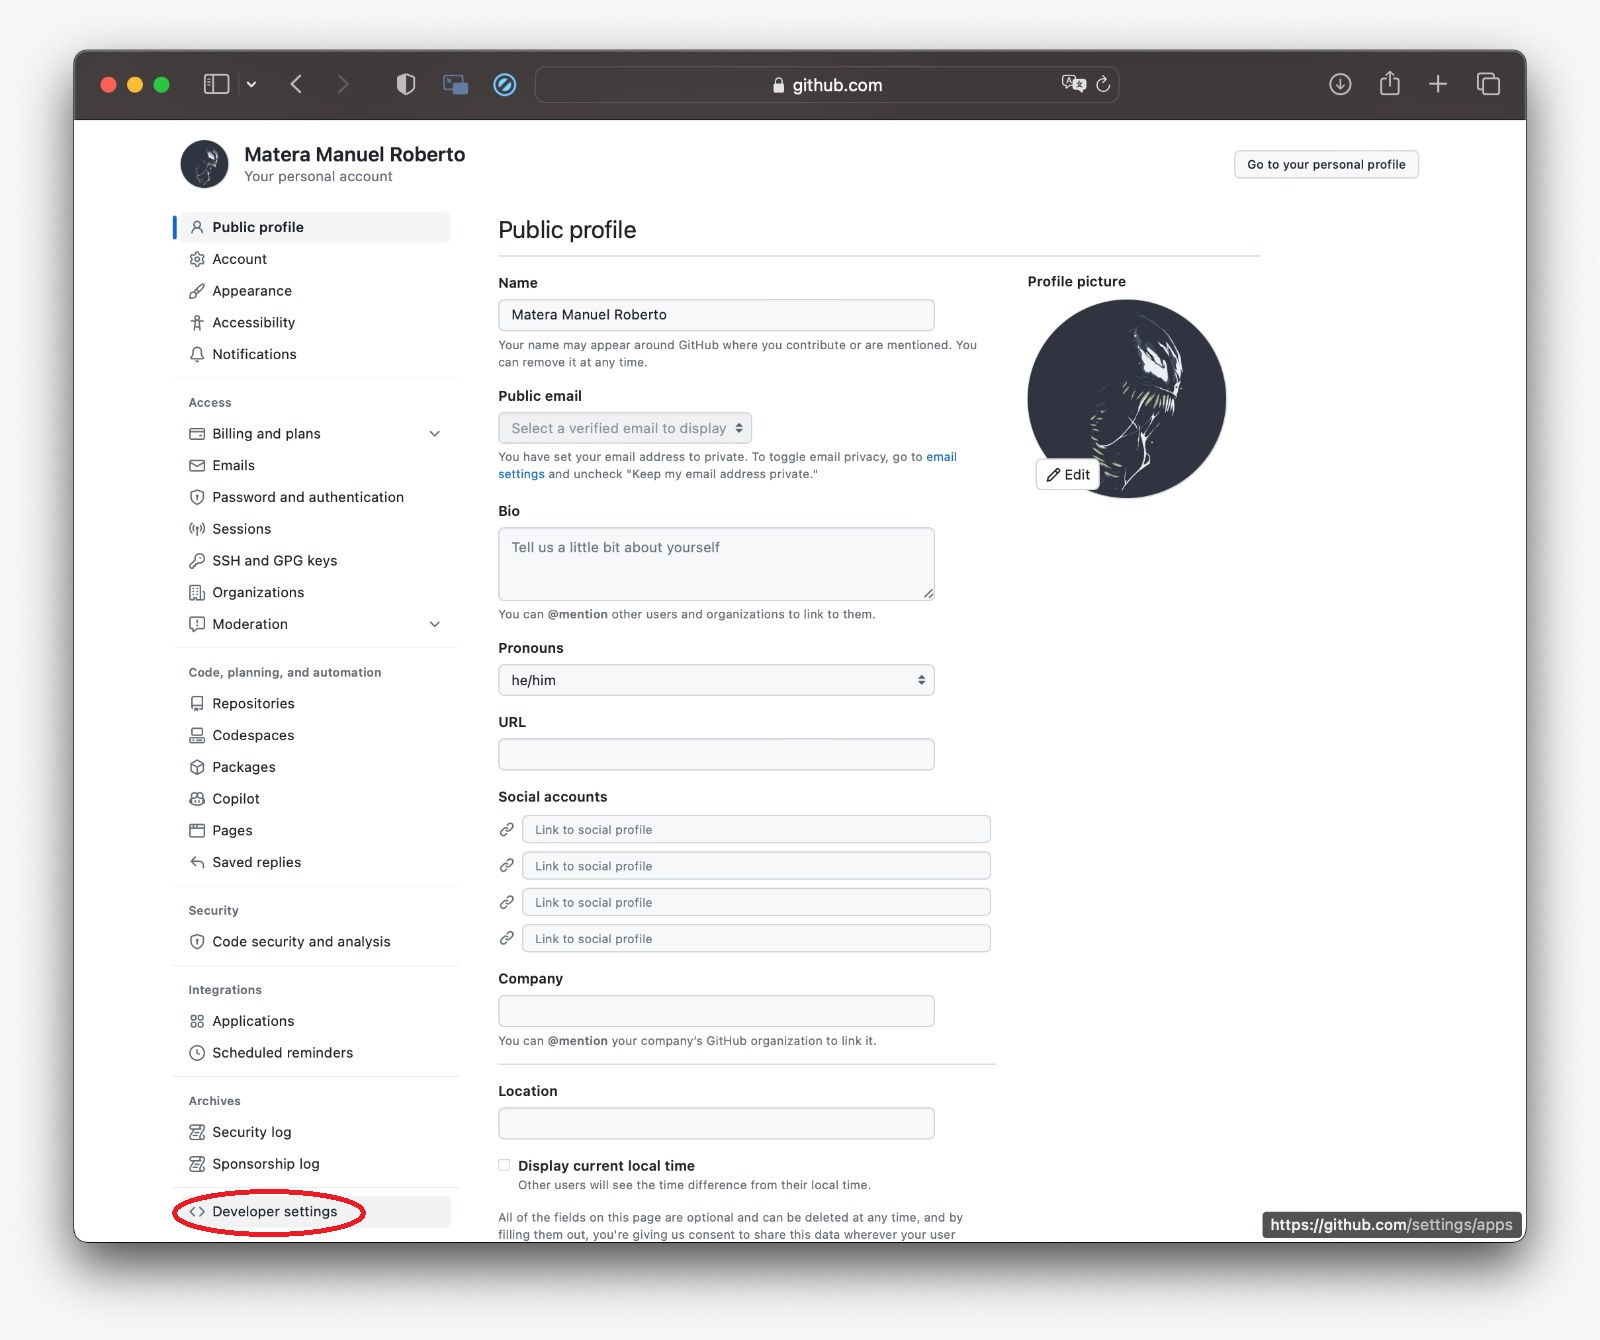 github.com
Matera Manuel Roberto
Your personal account
Go to your personal profile
Public profile
Account
Appearance
Accessibility
Notifications
Access
Billing and plans
Emails
Password and authentication
Sessions
SSH and GPG keys
Organizations
Moderation
Code, planning, and automation
Repositories
Codespaces
Packages
Copilot
Pages
Saved replies
Security
Code security and analysis
Integrations
Applications
Scheduled reminders
Archives
Security log
Sponsorship log
Developer settings
Public profile
Name
Matera Manuel Roberto
Your name may appear around GitHub where you contribute or are mentioned. You
can remove it at any time.
Public email
Select a verified email to display
You have set your email address to private. To toggle email privacy, go to email
settings and uncheck "Keep my email address private."
Bio
Tell us a little bit about yourself
You can @mention other users and organizations to link to them.
Pronouns
he/him
URL
Social accounts
Link to social profile
Link to social profile
Link to social profile
Link to social profile
Company
You can @mention your company's GitHub organization to link it.
Location
Display current local time
Other users will see the time difference from their local time.
All of the fields on this page are optional and can be deleted at any time, and by
filling them out, you're giving us consent to share this data wherever your user
Profile picture
Edit
https://github.com/settings/apps